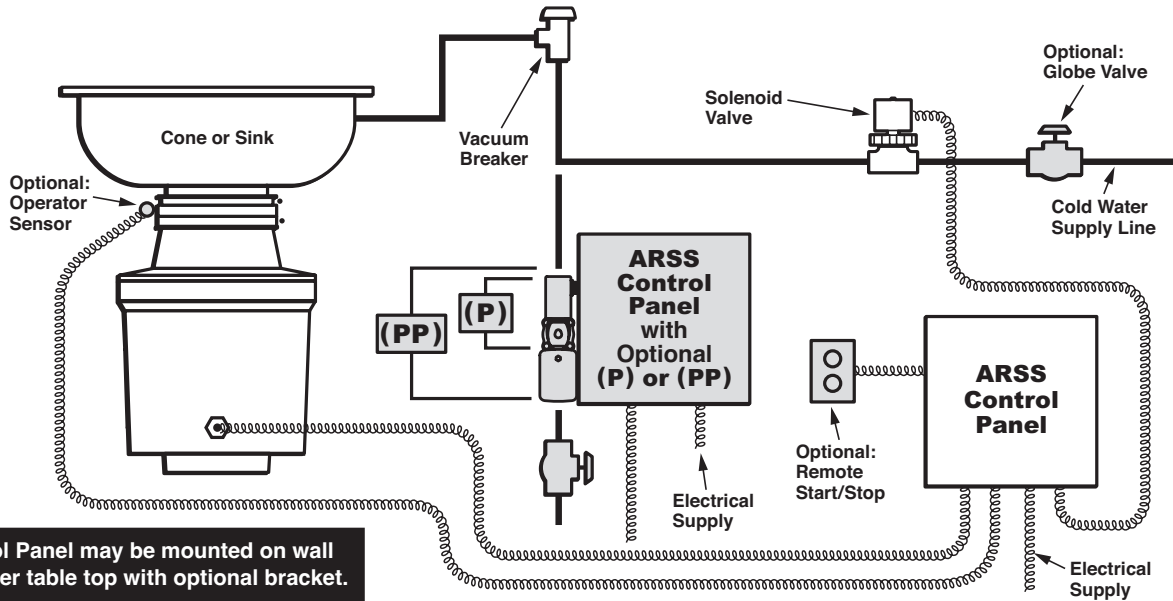 Optional:
Globe Valve
Solenoid
Valve
Cone or Sink
Vacuum
Breaker
Optional:
Operator
Sensor
Cold Water
Supply Line
ARSS
Control
Panel
with
Optional
(P) or (PP)
(P)
(PP)
ARSS
Control
Panel
Optional:
Remote
Start/Stop
Electrical
Supply
Panel may be mounted on wall
table top with optional bracket.
Electrical
Supply